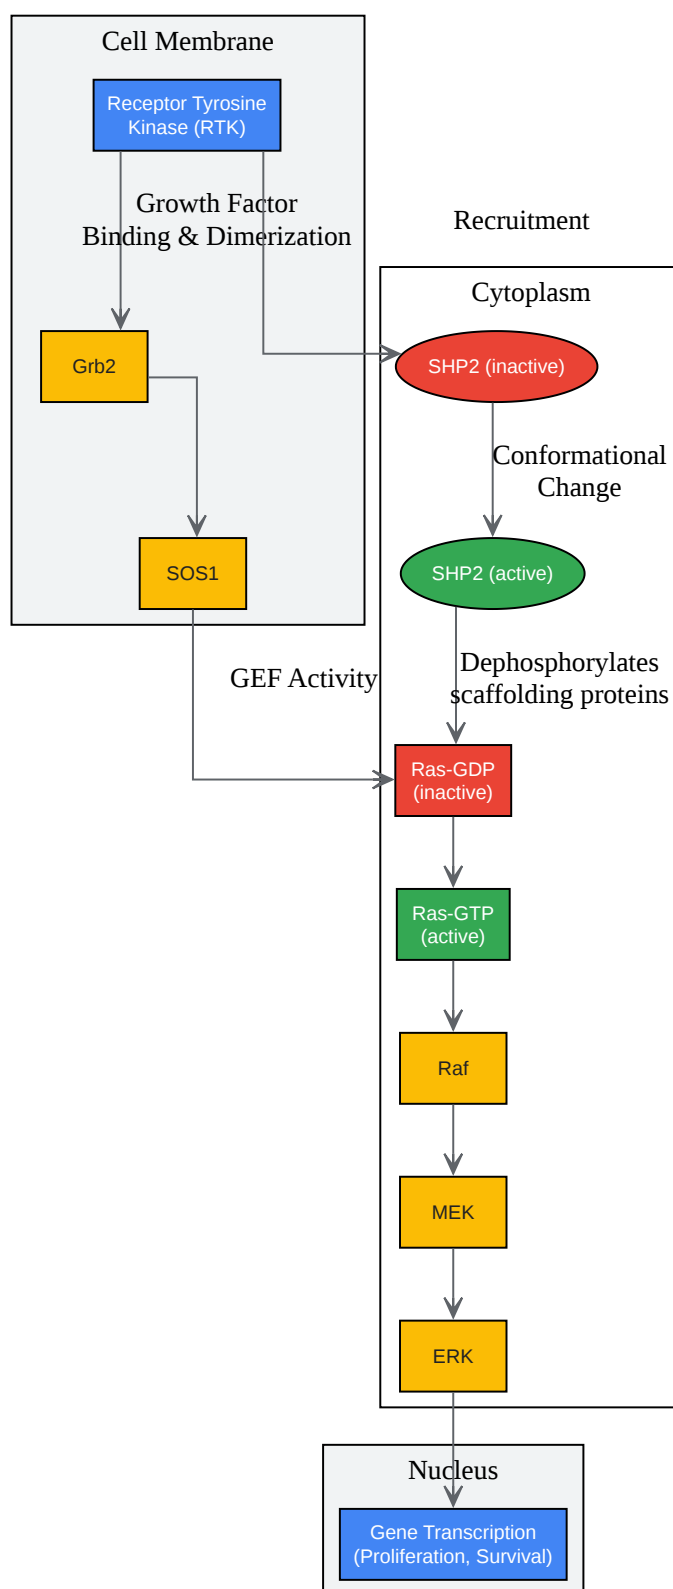 Cell Membrane
Receptor Tyrosine
Kinase (RTK)
Growth Factor
Binding & Dimerization
Recruitment
Cytoplasm
Grb2
SHP2 (inactive)
Conformational
Change
SOS1
SHP2 (active)
GEF Activity
Dephosphorylates
scaffolding proteins
Ras-GDP
(inactive)
Ras-GTP
(active)
Raf
MEK
ERK
Nucleus
Gene Transcription
(Proliferation, Survival)